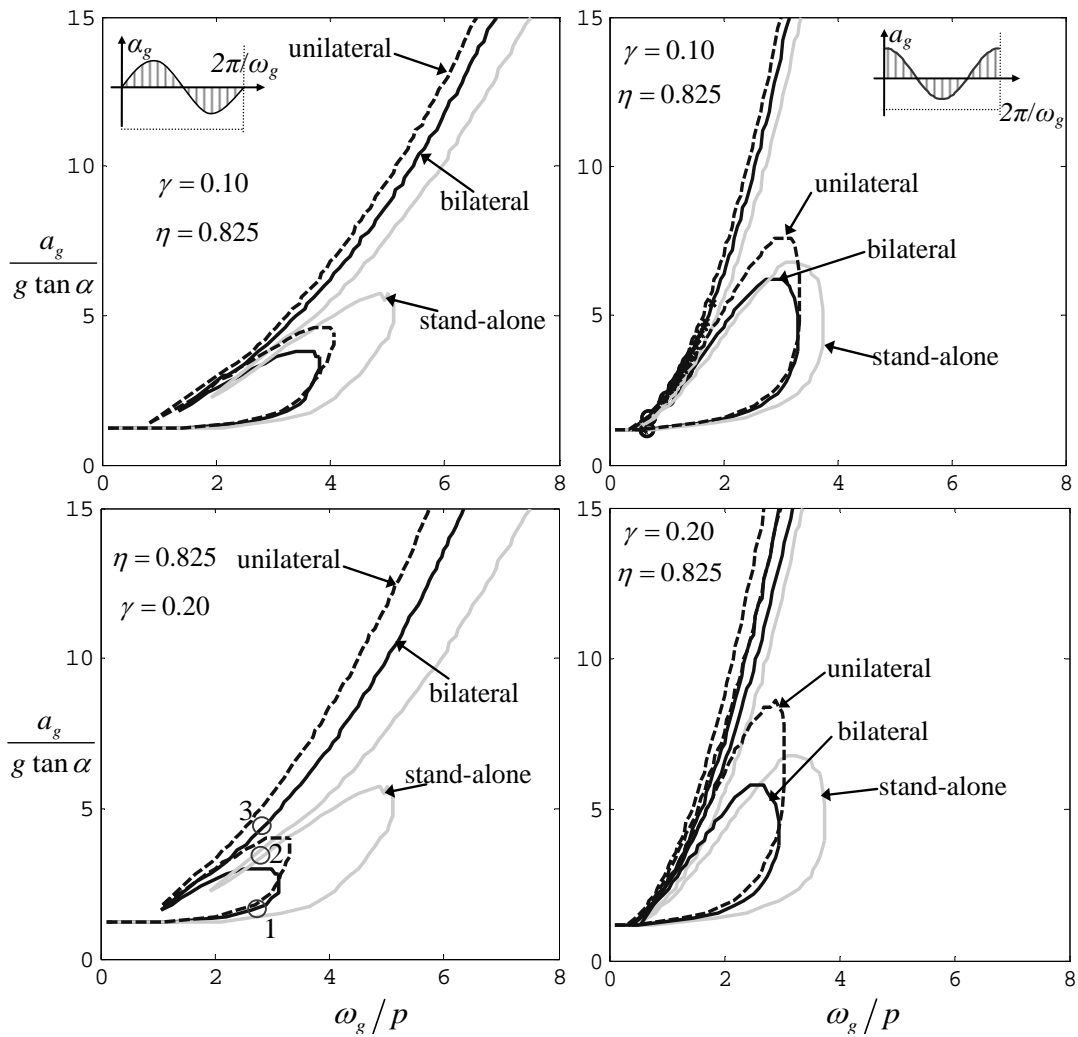 15
α_g
2π/ω_g
unilateral
γ = 0.10
η = 0.825
10
bilateral
a_g
g tan α
5
stand-alone
0
0 2 4 6 8
15
γ = 0.10
η = 0.825
a_g
2π/ω_g
10
unilateral
bilateral
5
stand-alone
0
0 2 4 6 8
15
η = 0.825
unilateral
γ = 0.20
10
bilateral
a_g
g tan α
stand-alone
5
3
2
1
0
0 2 4 6 8
ω_g / p
15
γ = 0.20
η = 0.825
10
unilateral
bilateral
stand-alone
5
0
0 2 4 6 8
ω_g / p